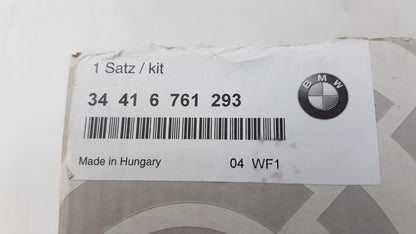 1 Satz / kit
BMW
34 41 6 761 293
Made in Hungary 04 WF1